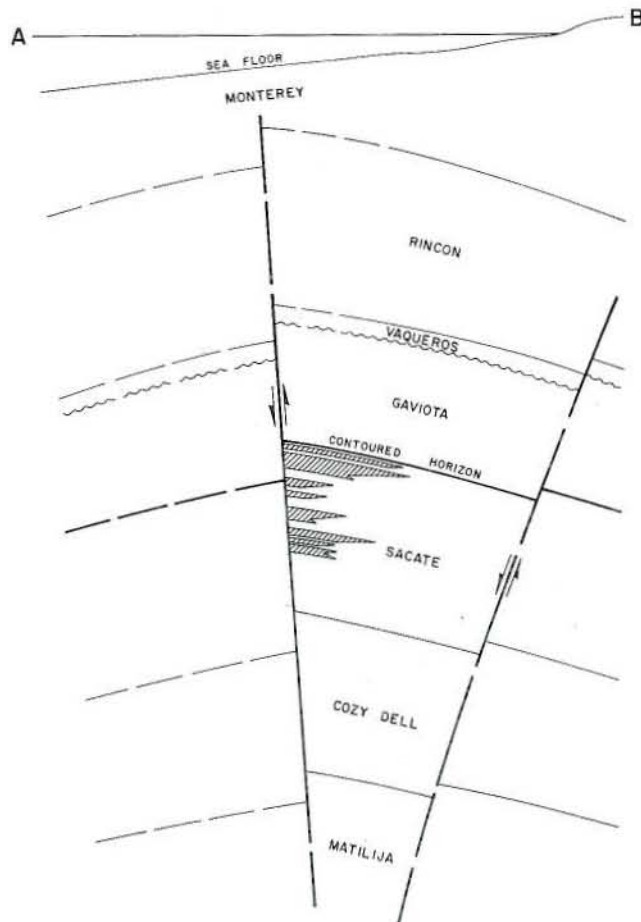 A
B
SEA FLOOR
MONTEREY
RINCON
VAQUEROS
GAVIOTA
CONTOURED HORIZON
SACATE
COZY DELL
MATILIJA